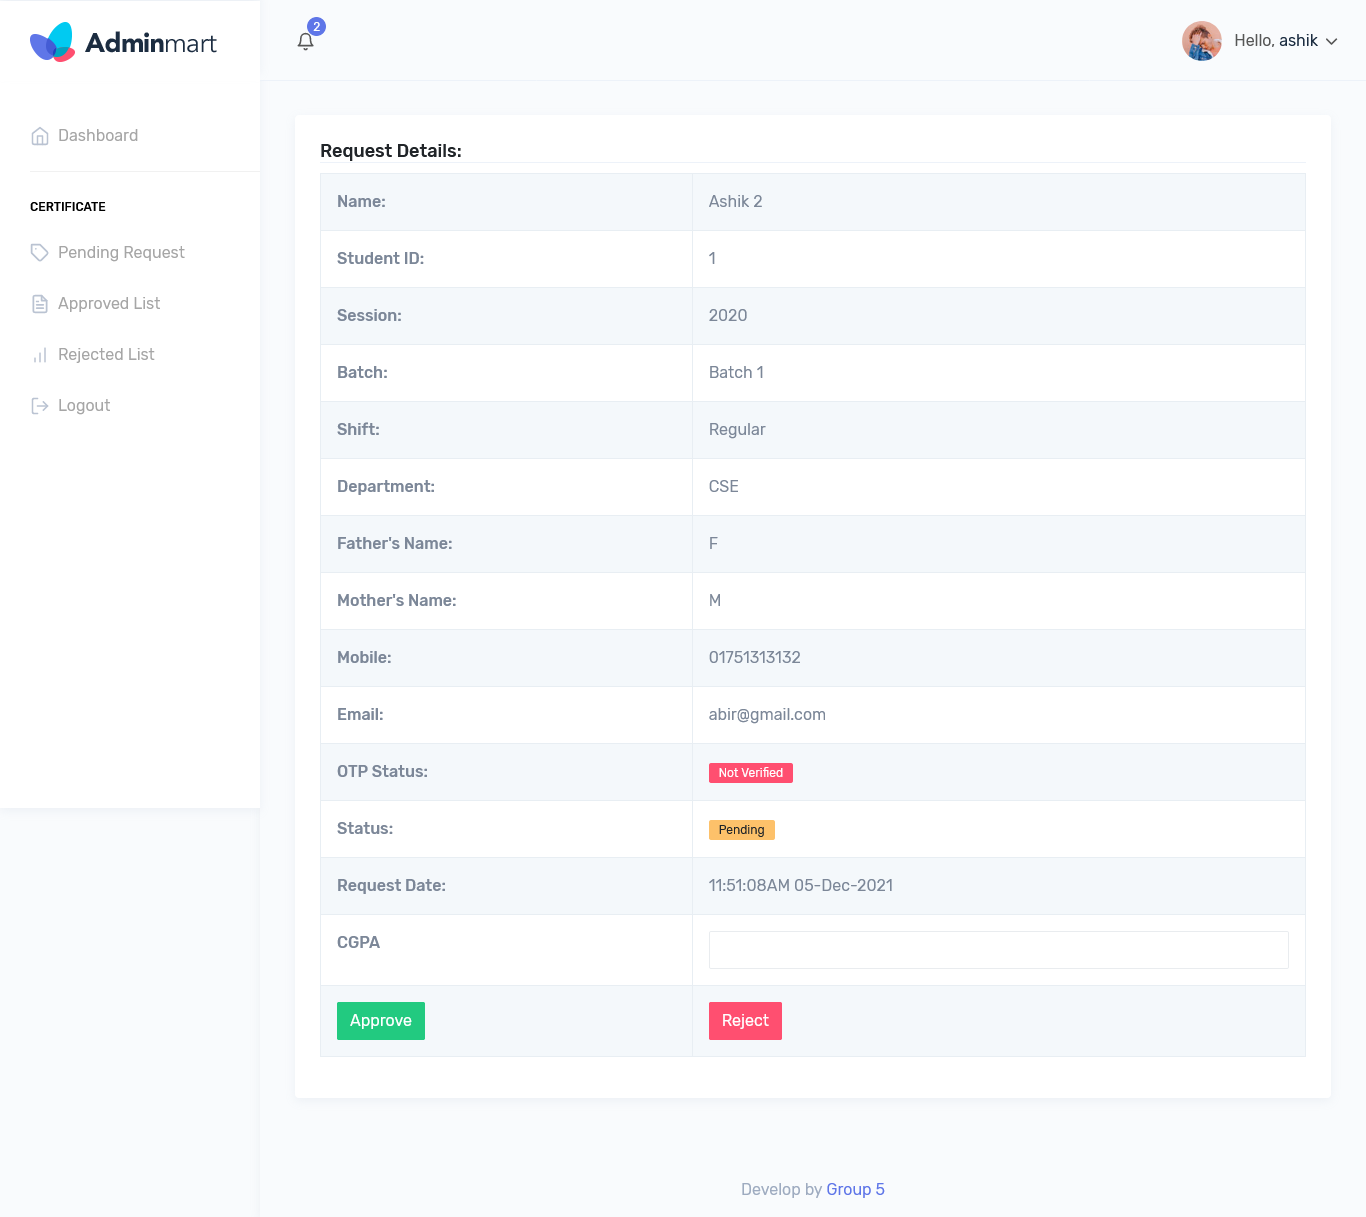 Adminmart
2
Hello, ashik
Dashboard
CERTIFICATE
Pending Request
Approved List
Rejected List
Logout
Request Details:
Name: Ashik 2
Student ID: 1
Session: 2020
Batch: Batch 1
Shift: Regular
Department: CSE
Father's Name: F
Mother's Name: M
Mobile: 01751313132
Email: abir@gmail.com
OTP Status: Not Verified
Status: Pending
Request Date: 11:51:08AM 05-Dec-2021
CGPA
Approve Reject
Develop by Group 5